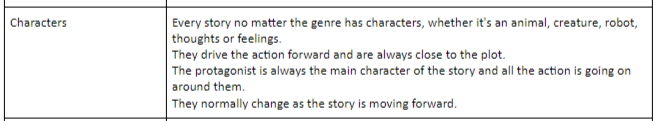 Characters
Every story no matter the genre has characters, whether it's an animal, creature, robot,
thoughts or feelings.
They drive the action forward and are always close to the plot.
The protagonist is always the main character of the story and all the action is going on
around them.
They normally change as the story is moving forward.